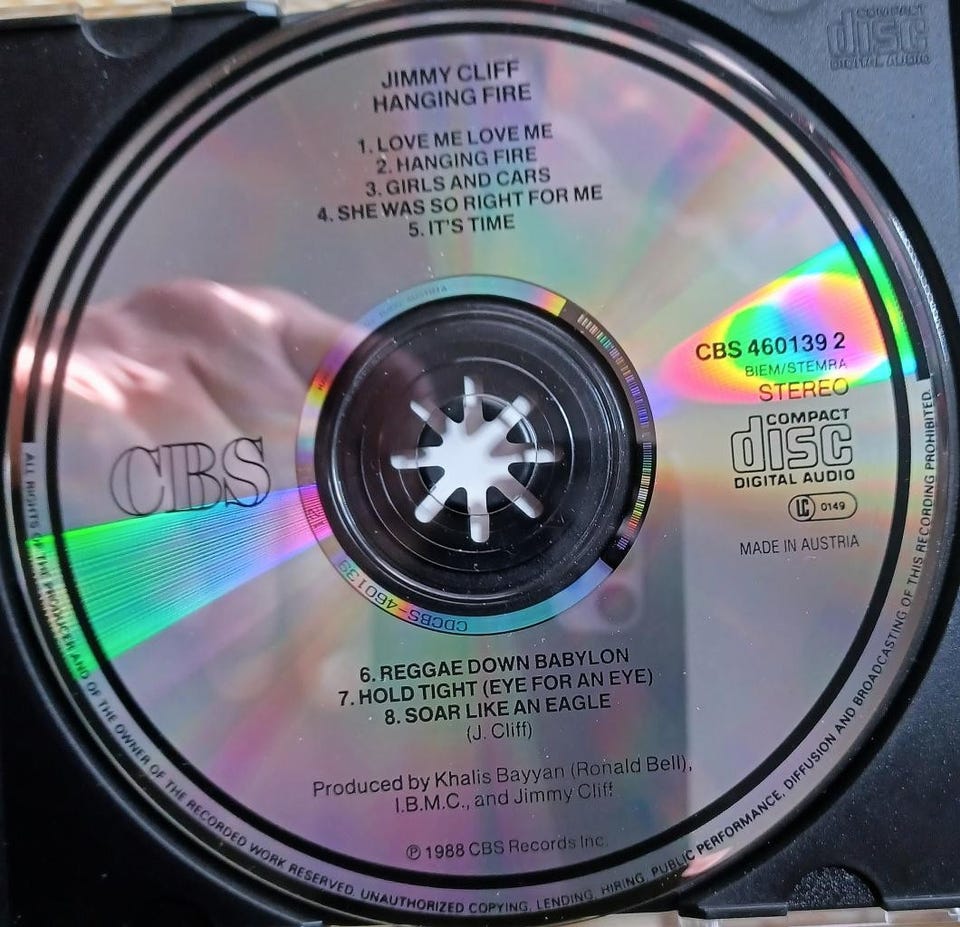 COMPACT
disc
DIGITAL AUDIO
JIMMY CLIFF
HANGING FIRE
1. LOVE ME LOVE ME
2. HANGING FIRE
3. GIRLS AND CARS
4. SHE WAS SO RIGHT FOR ME
5. IT'S TIME
CBS
CBS 460139 2
BIEM/STEMRA
STEREO
COMPACT
disc
DIGITAL AUDIO
LC 0149
MADE IN AUSTRIA
CDCBS-460139
6. REGGAE DOWN BABYLON
7. HOLD TIGHT (EYE FOR AN EYE)
8. SOAR LIKE AN EAGLE
(J. Cliff)
Produced by Khalis Bayyan (Ronald Bell),
I.B.M.C., and Jimmy Cliff
℗ 1988 CBS Records Inc.
ALL RIGHTS OF THE PRODUCER AND OF THE OWNER OF THE RECORDED WORK RESERVED. UNAUTHORIZED COPYING, LENDING, HIRING, PUBLIC PERFORMANCE, DIFFUSION AND BROADCASTING OF THIS RECORDING PROHIBITED.